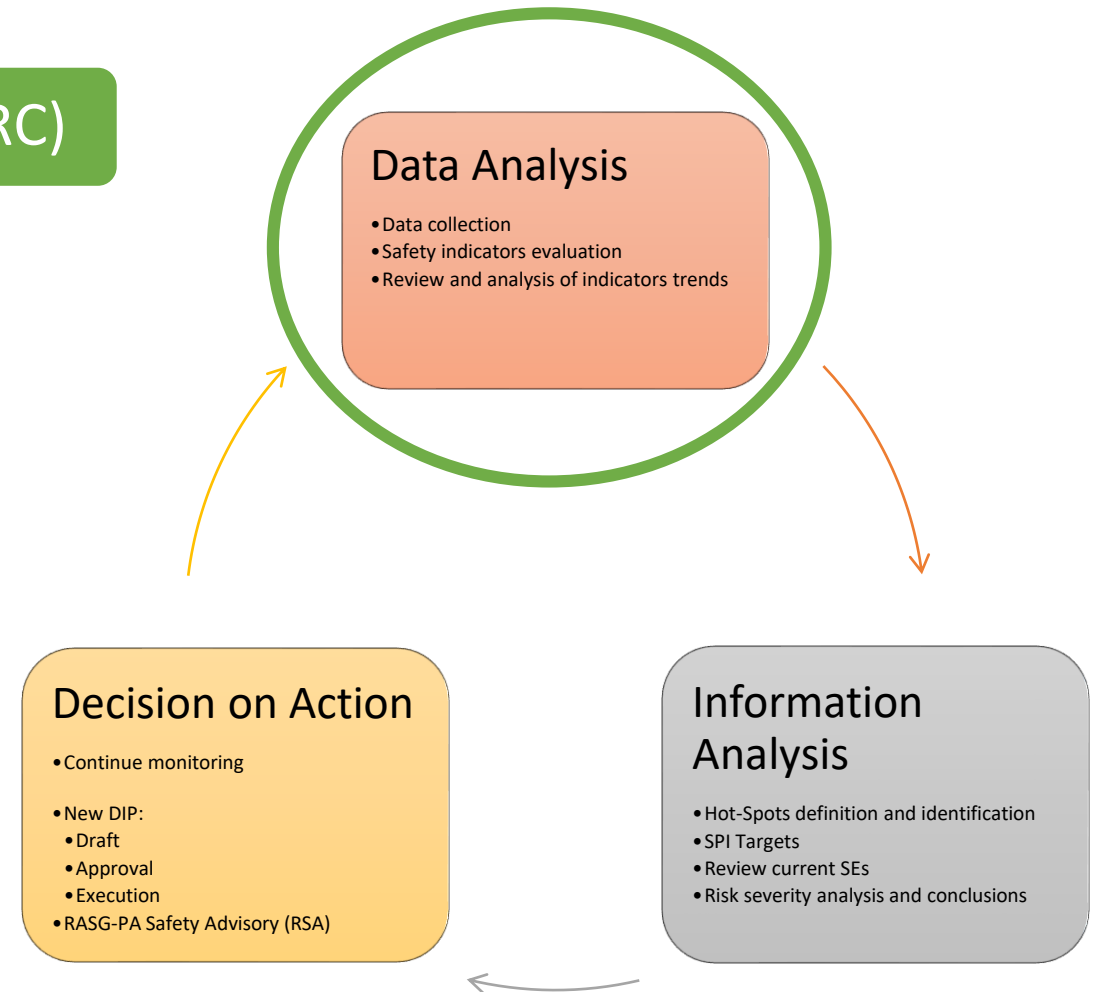 RC)
Data Analysis
•Data collection
•Safety indicators evaluation
•Review and analysis of indicators trends
Decision on Action
•Continue monitoring
•New DIP:
•Draft
•Approval
•Execution
•RASG-PA Safety Advisory (RSA)
Information
Analysis
•Hot-Spots definition and identification
•SPI Targets
•Review current SEs
•Risk severity analysis and conclusions